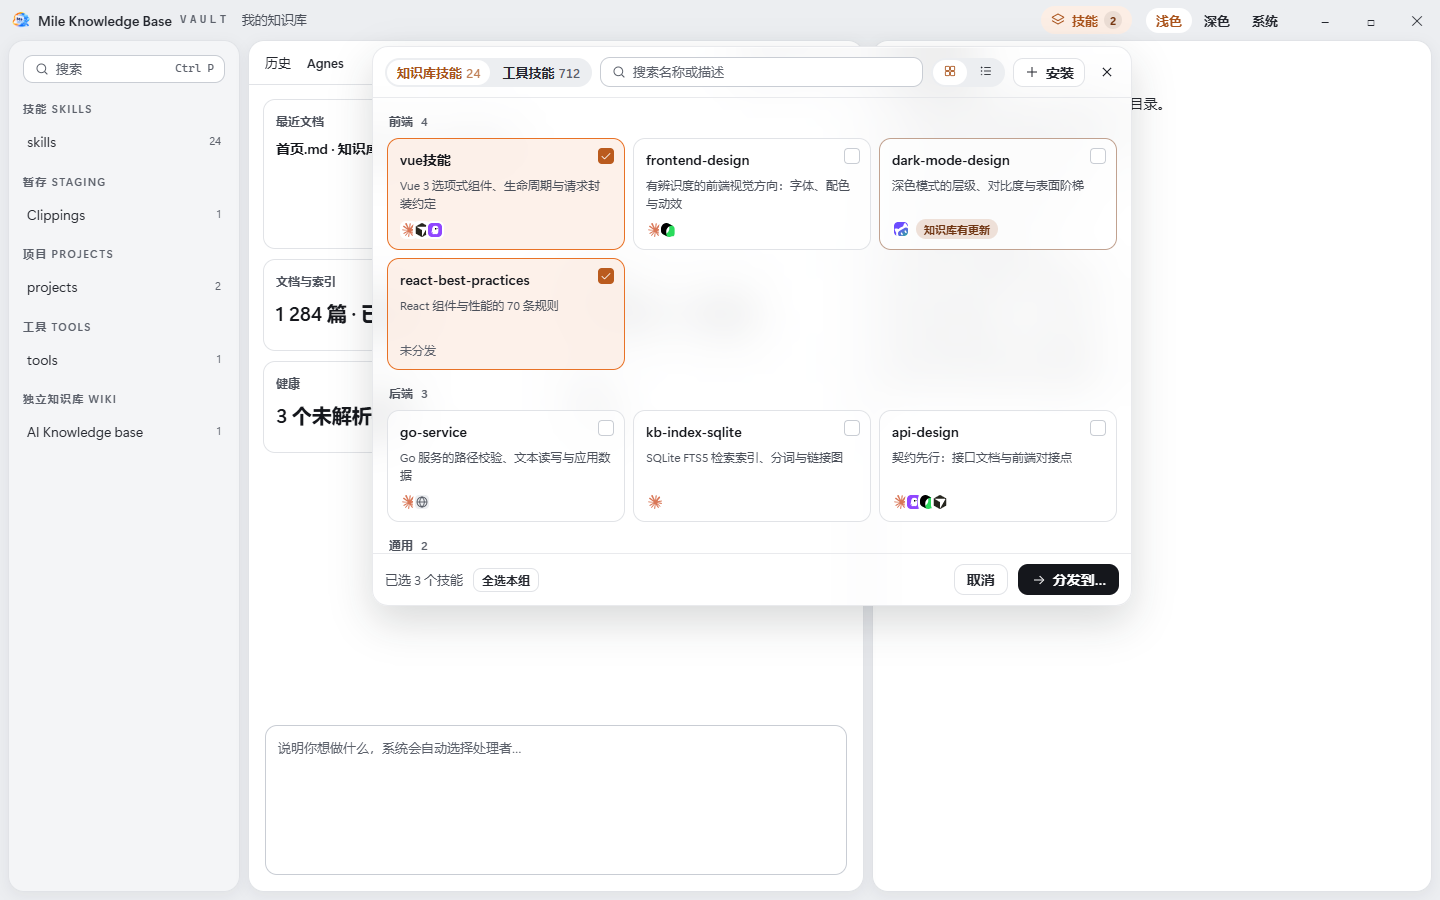 Mile Knowledge Base VAULT 我的知识库
技能 2 浅色 深色 系统
搜索 Ctrl P
技能 SKILLS
skills 24
暂存 STAGING
Clippings 1
项目 PROJECTS
projects 2
工具 TOOLS
tools 1
独立知识库 WIKI
AI Knowledge base 1
历史 Agnes
最近文档
首页.md · 知识库
文档与索引
1 284 篇 · 已
健康
3 个未解析
说明你想做什么，系统会自动选择处理者...
目录。
知识库技能 24 工具技能 712 搜索名称或描述 安装
前端 4
vue技能
Vue 3 选项式组件、生命周期与请求封
装约定
frontend-design
有辨识度的前端视觉方向：字体、配色
与动效
dark-mode-design
深色模式的层级、对比度与表面阶梯
知识库有更新
react-best-practices
React 组件与性能的 70 条规则
未分发
后端 3
go-service
Go 服务的路径校验、文本读写与应用数
据
kb-index-sqlite
SQLite FTS5 检索索引、分词与链接图
api-design
契约先行：接口文档与前端对接点
通用 2
已选 3 个技能 全选本组 取消 分发到...